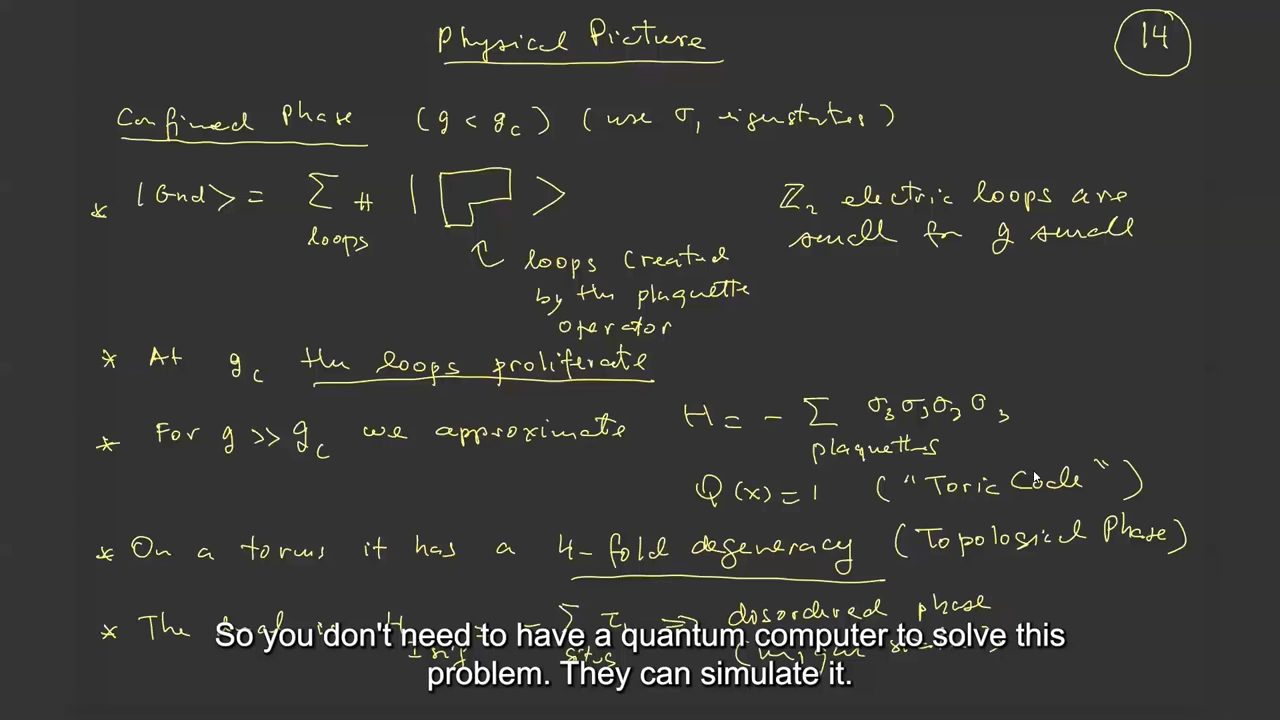 Physical Picture
14
Confined Phase (g < g_c) (use σ_1 eigenstates)
* |Gnd> = Σ # | >
loops
Z_2 electric loops are
small for g small
loops created
by the plaquette
operator
* At g_c the loops proliferate
* For g >> g_c we approximate H = - Σ σ_3 σ_3 σ_3 σ_3
plaquettes
Q(x) = 1 ("Toric Code")
* On a torus it has a 4-fold degeneracy (Topological Phase)
* The dosordered phase
So you don't need to have a quantum computer to solve this
problem. They can simulate it.